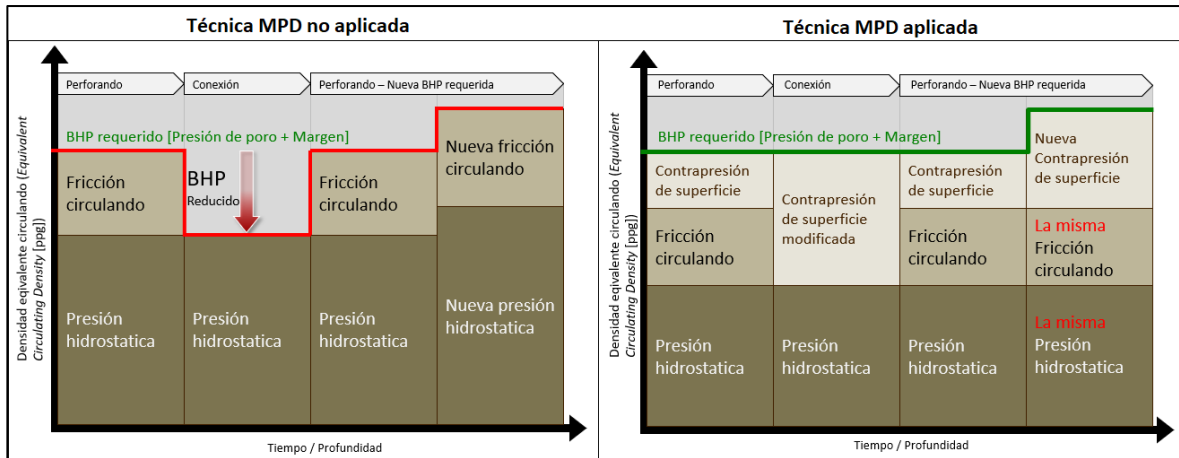 Técnica MPD no aplicada
Densidad eqivalente circulando (Equivalent
Circulating Density [ppg])
Perforando
Conexión
Perforando – Nueva BHP requerida
BHP requerido [Presión de poro + Margen]
Fricción
circulando
BHP
Reducido
Fricción
circulando
Nueva fricción
circulando
Presión
hidrostatica
Presión
hidrostatica
Presión
hidrostatica
Nueva presión
hidrostatica
Tiempo / Profundidad
Técnica MPD aplicada
Densidad eqivalente circulando (Equivalent
Circulating Density [ppg])
Perforando
Conexión
Perforando – Nueva BHP requerida
BHP requerido [Presión de poro + Margen]
Contrapresión
de superficie
Contrapresión
de superficie
modificada
Contrapresión
de superficie
Nueva
Contrapresión
de superficie
Fricción
circulando
Fricción
circulando
La misma
Fricción
circulando
Presión
hidrostatica
Presión
hidrostatica
Presión
hidrostatica
La misma
Presión
hidrostatica
Tiempo / Profundidad